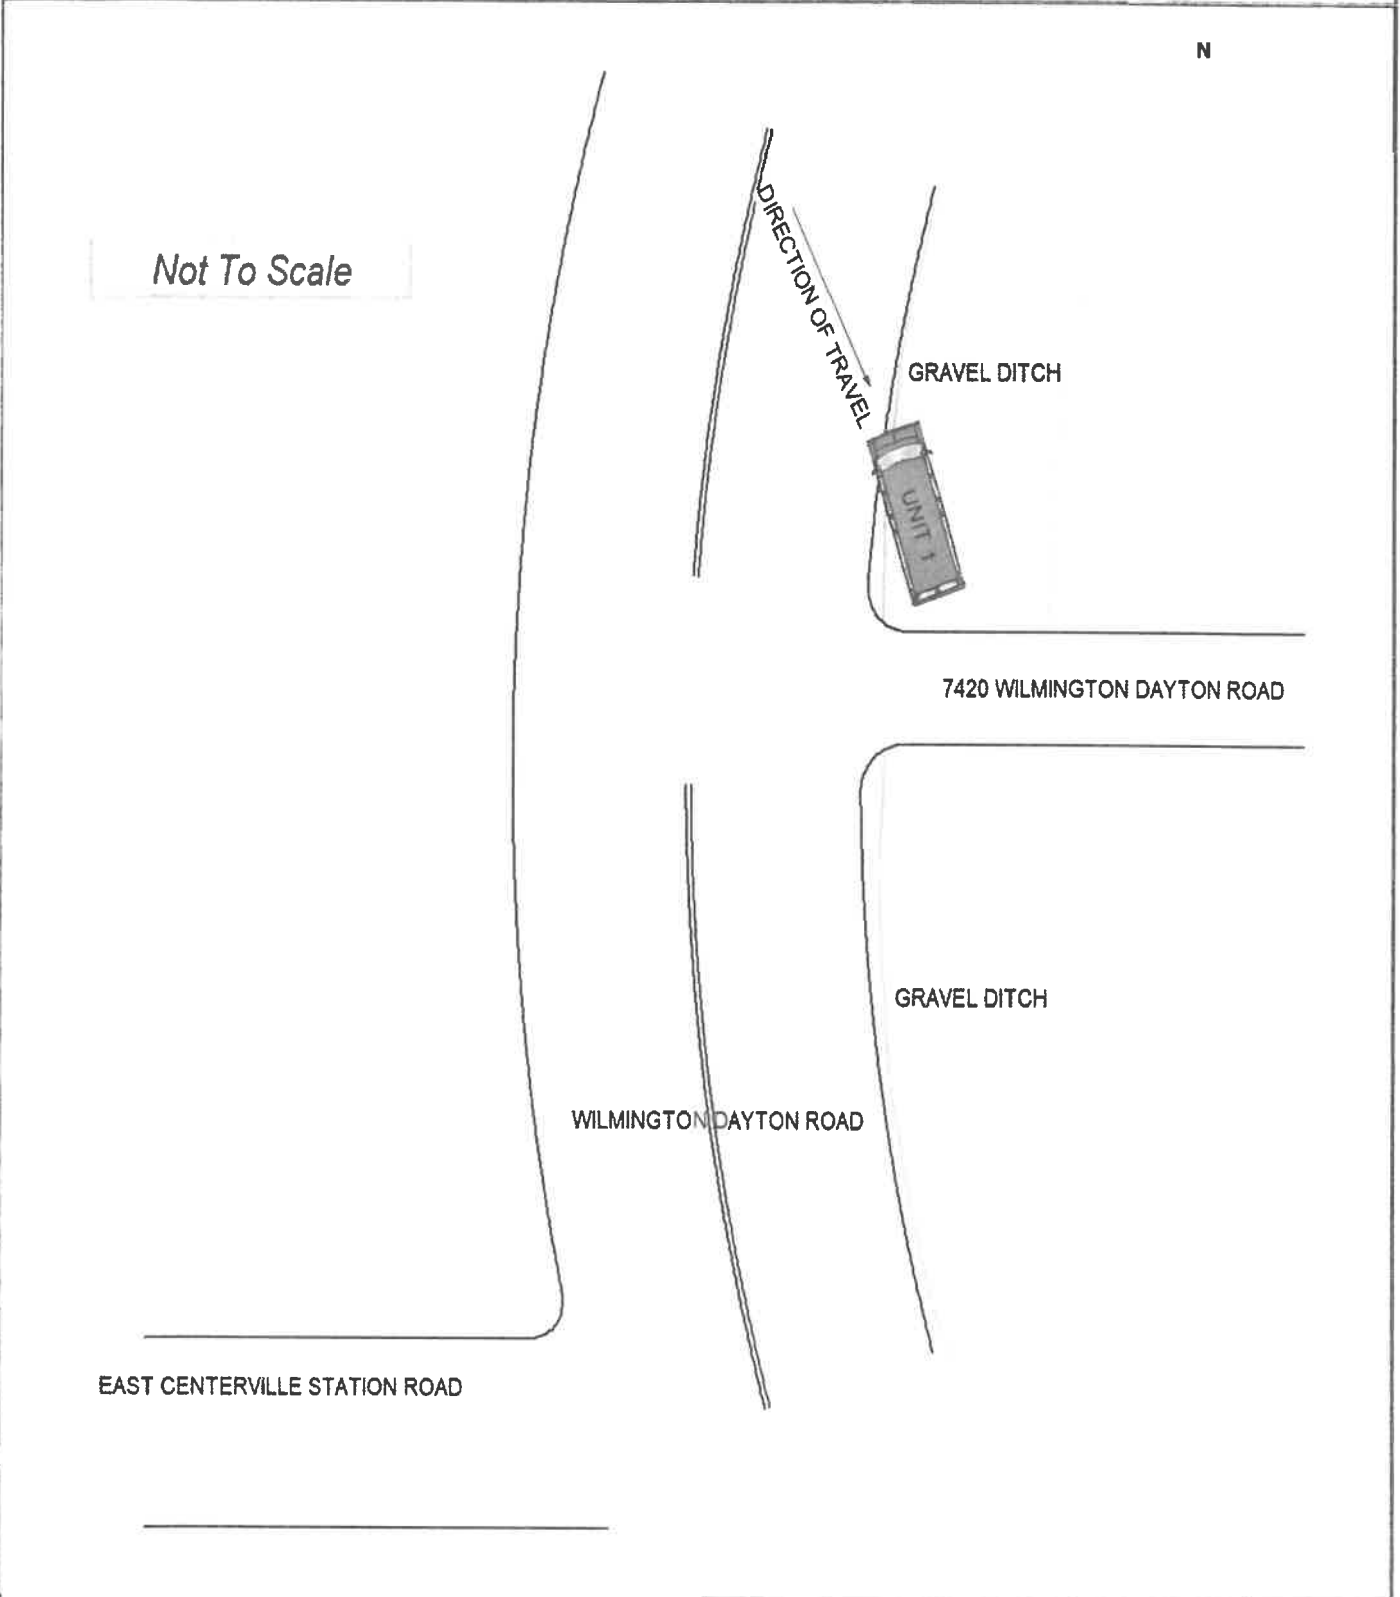 N
Not To Scale
DIRECTION OF TRAVEL
GRAVEL DITCH
UNIT 1
7420 WILMINGTON DAYTON ROAD
GRAVEL DITCH
WILMINGTON DAYTON ROAD
EAST CENTERVILLE STATION ROAD